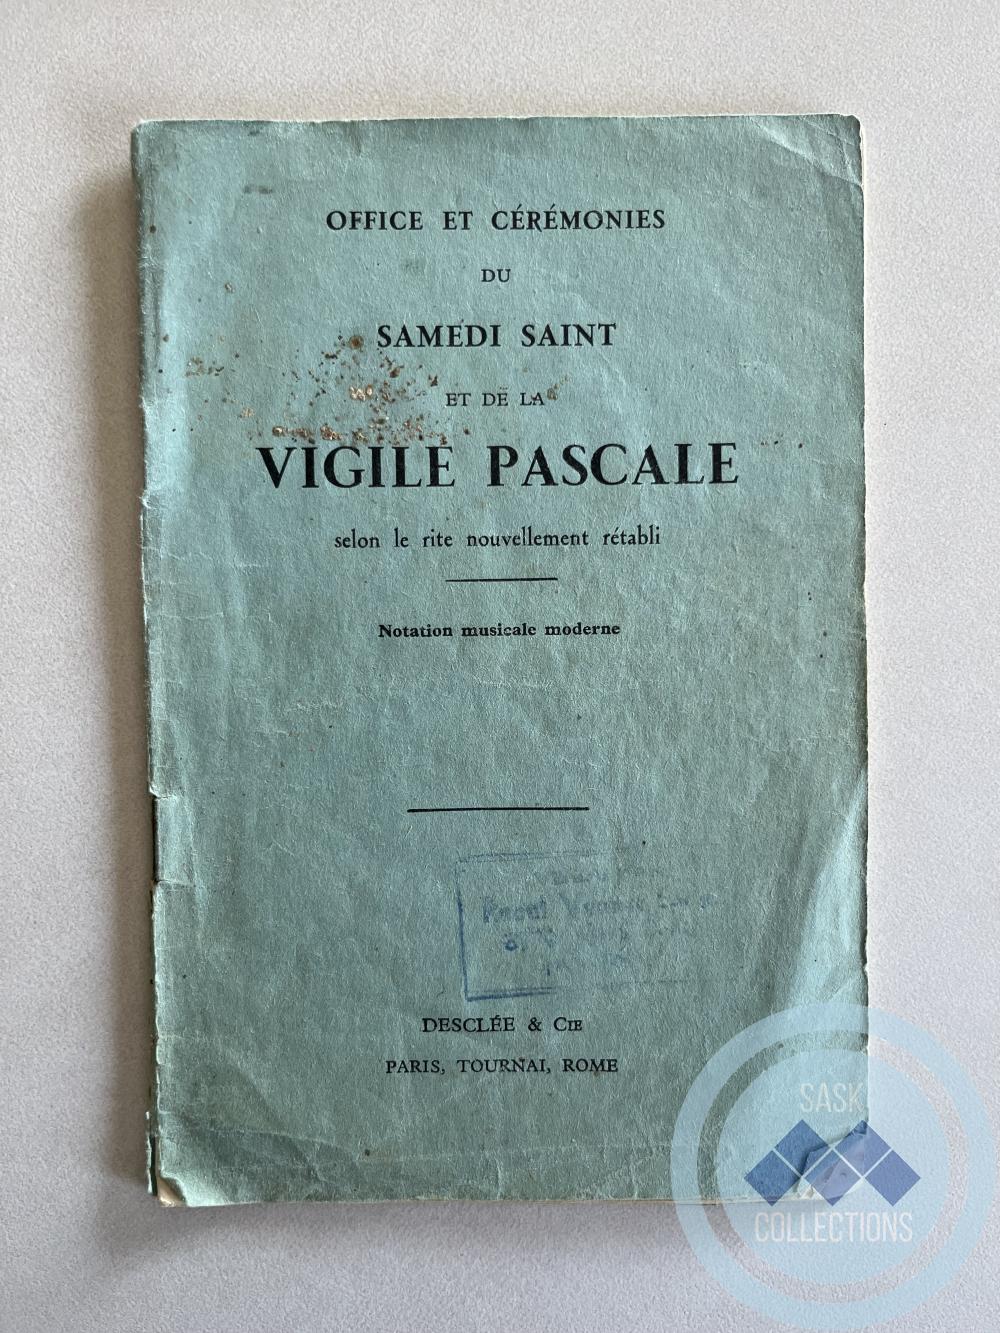 OFFICE ET CÉRÉMONIES
DU
SAMEDI SAINT
ET DE LA
VIGILE PASCALE
selon le rite nouvellement rétabli
Notation musicale moderne
Raoul
DESCLÉE & CIE
PARIS, TOURNAI, ROME
SASK
COLLECTIONS